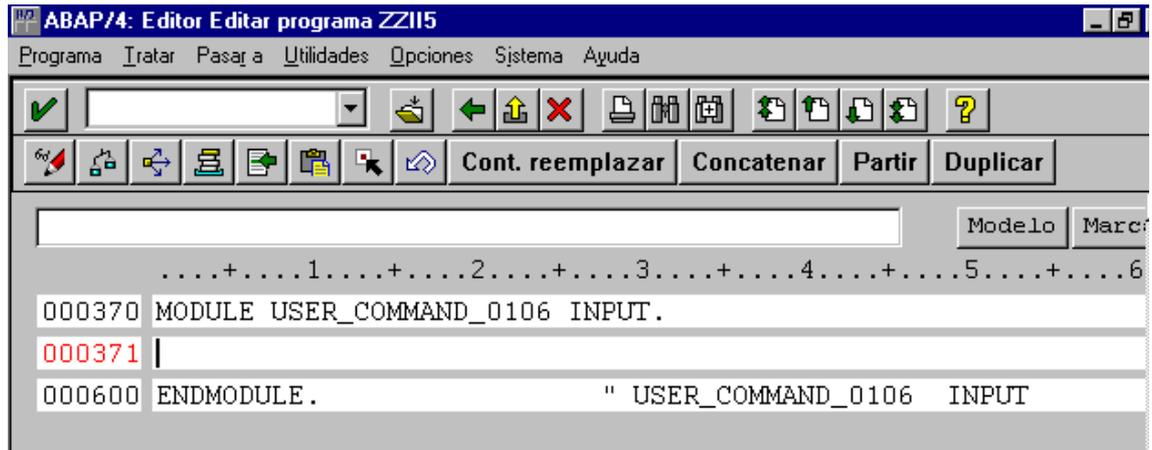 ABAP/4: Editor Editar programa ZZII5
Programa Tratar Pasar a Utilidades Opciones Sistema Ayuda
Cont. reemplazar Concatenar Partir Duplicar
Modelo Marca
....+....1....+....2....+....3....+....4....+....5....+....6
000370 MODULE USER_COMMAND_0106 INPUT.
000371
000600 ENDMODULE. " USER_COMMAND_0106 INPUT